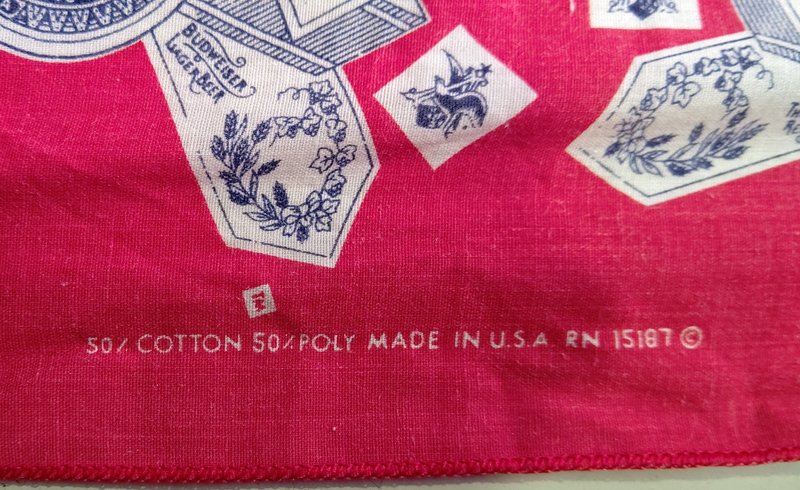 BUDWEISER
LAGER BEER
50% COTTON 50% POLY MADE IN U.S.A. RN 15187 ©